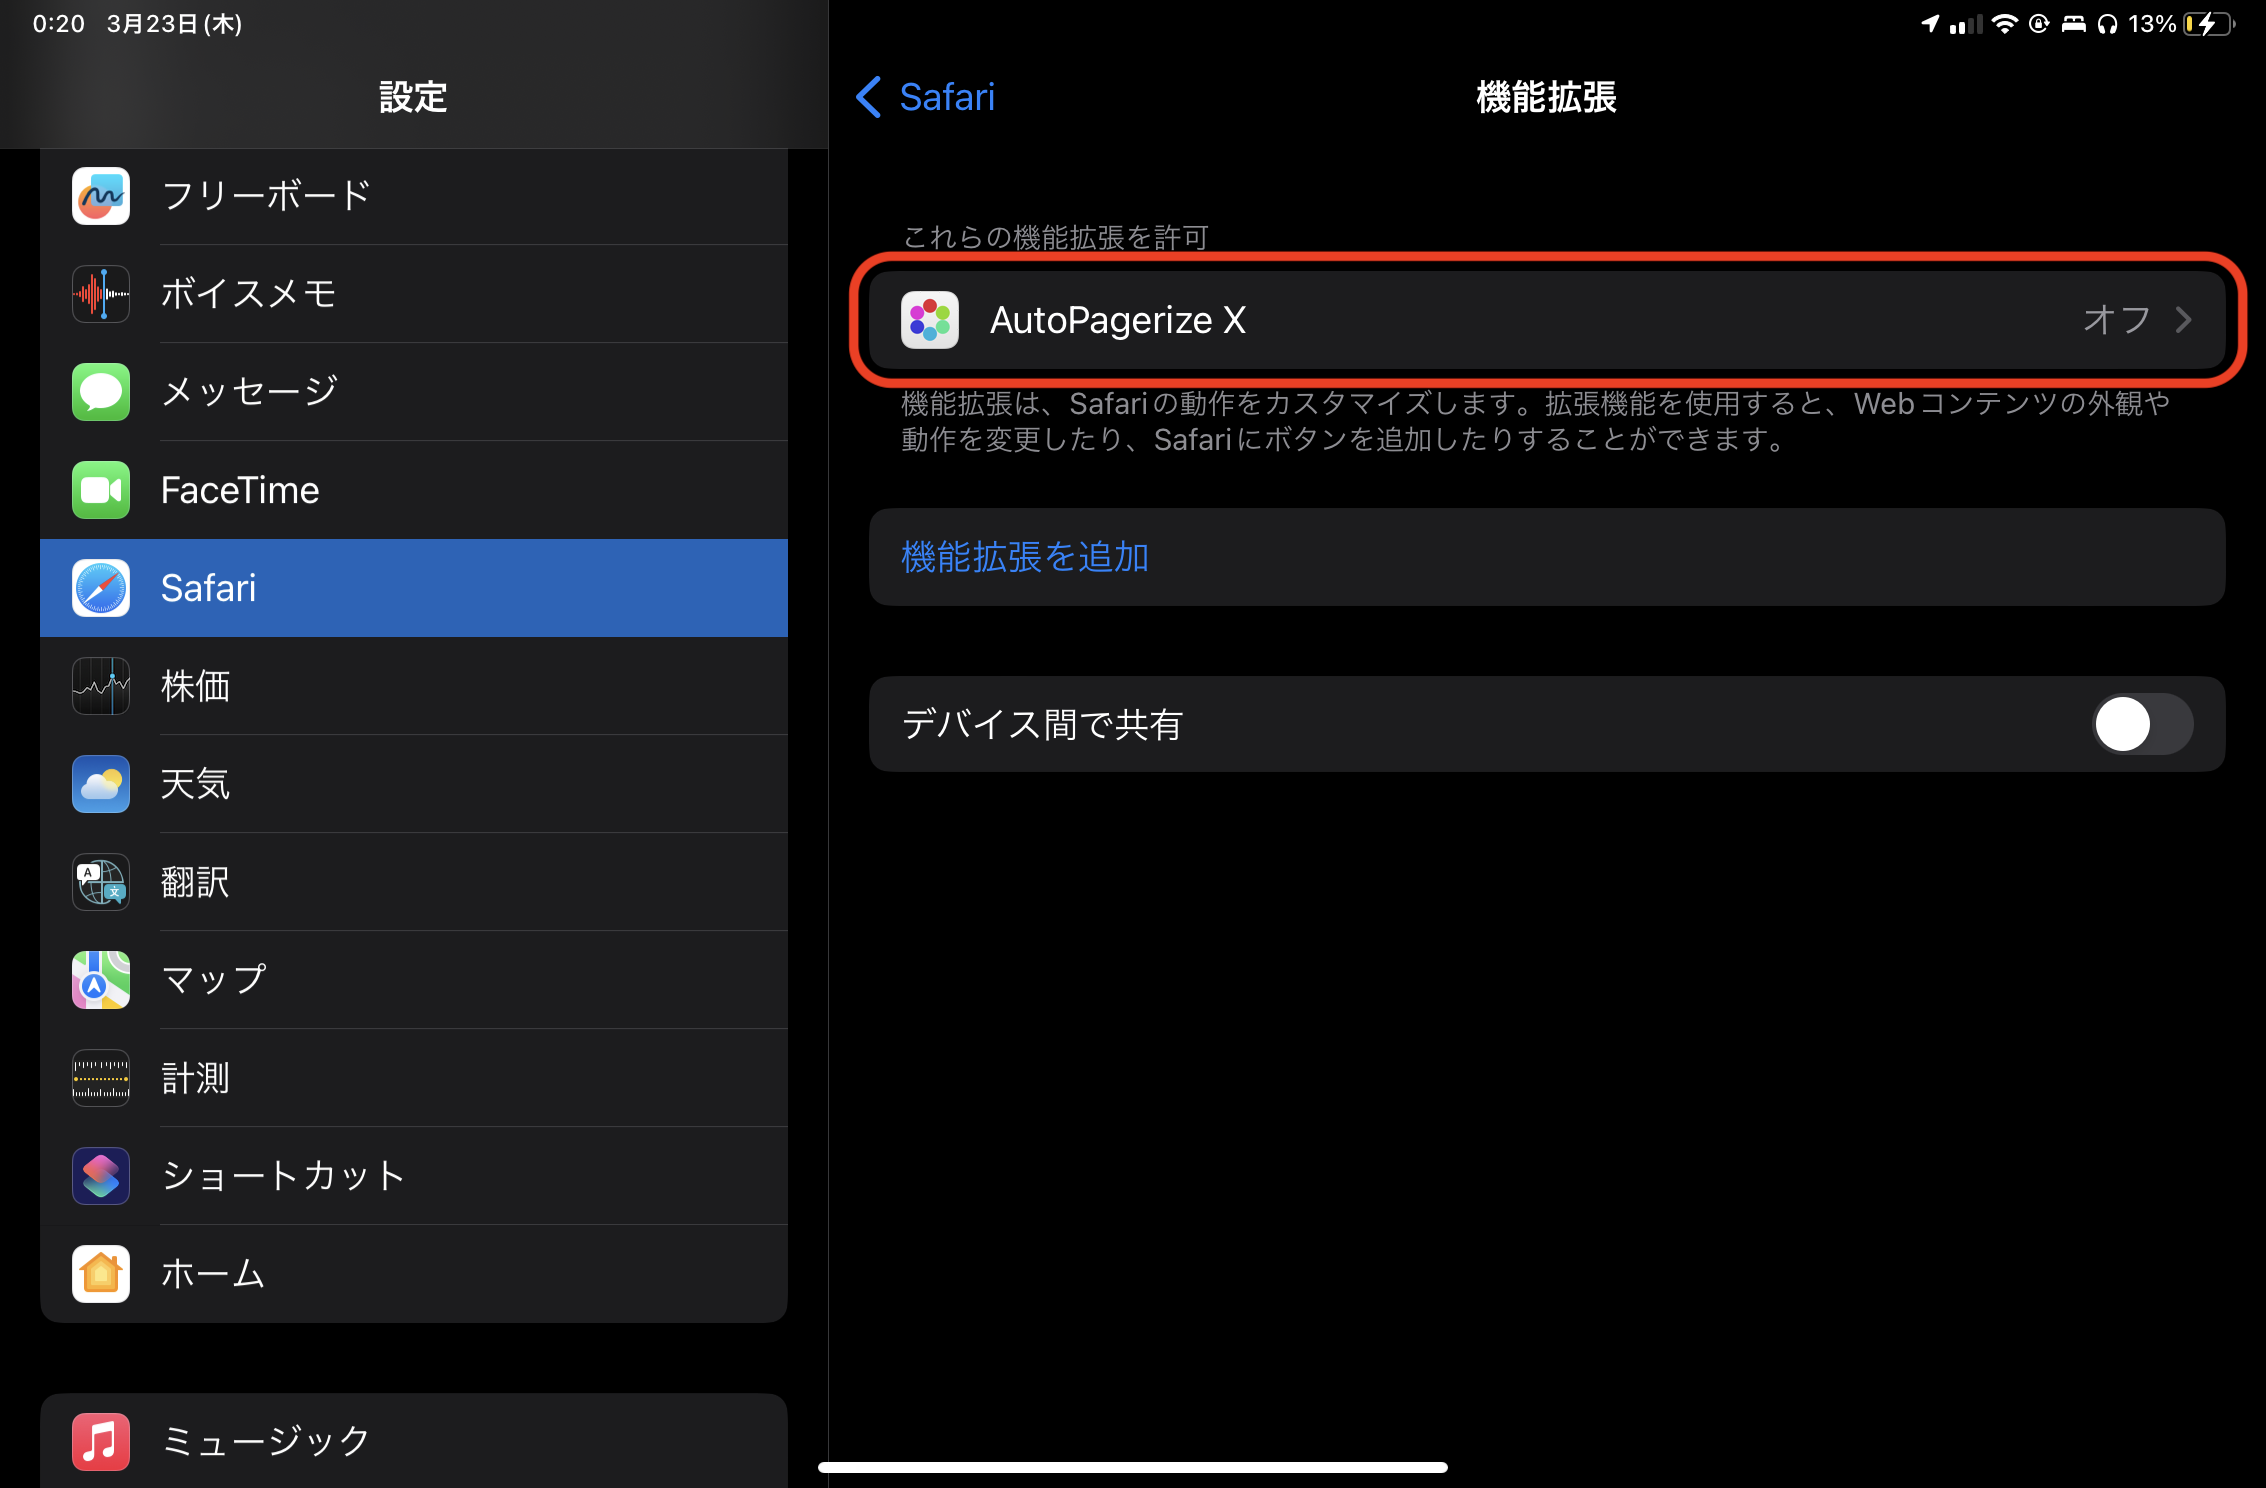 0:20 3月23日(木)
13%
設定
フリーボード
ボイスメモ
メッセージ
FaceTime
Safari
株価
天気
翻訳
マップ
計測
ショートカット
ホーム
ミュージック
Safari
機能拡張
これらの機能拡張を許可
AutoPagerize X オフ
機能拡張は、Safariの動作をカスタマイズします。拡張機能を使用すると、Webコンテンツの外観や
動作を変更したり、Safariにボタンを追加したりすることができます。
機能拡張を追加
デバイス間で共有